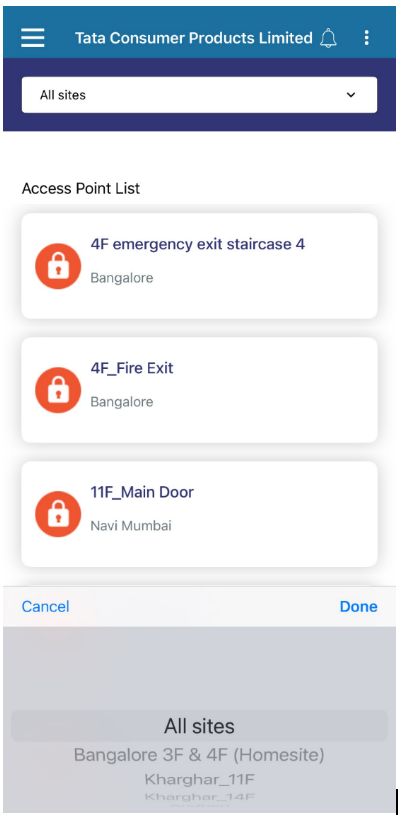 Tata Consumer Products Limited
All sites
Access Point List
4F emergency exit staircase 4
Bangalore
4F_Fire Exit
Bangalore
11F_Main Door
Navi Mumbai
Cancel
Done
All sites
Bangalore 3F & 4F (Homesite)
Kharghar_11F
Kharghar_14F